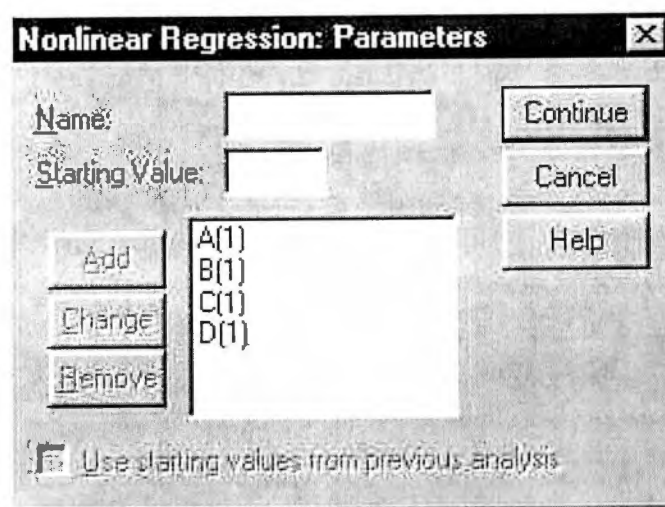 Nonlinear Regression: Parameters
Name:
Continue
Starting Value:
Cancel
Help
Add
Change
Remove
A(1)
B(1)
C(1)
D(1)
Use starting values from previous analysis